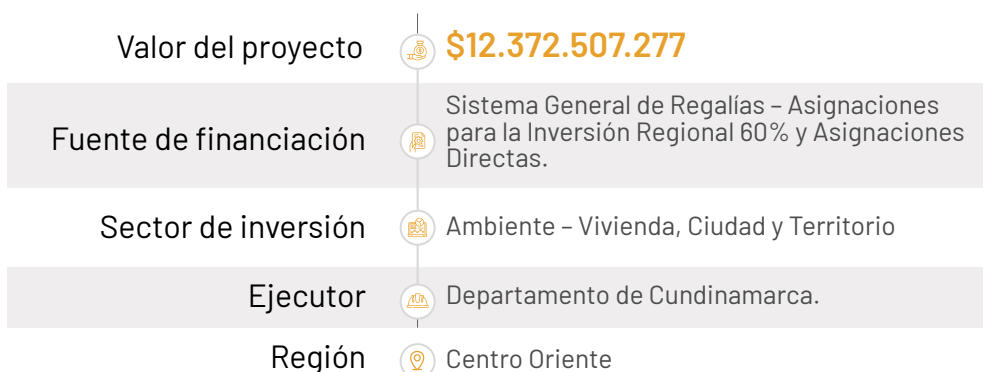 Valor del proyecto
$12.372.507.277
Fuente de financiación
Sistema General de Regalías – Asignaciones
para la Inversión Regional 60% y Asignaciones
Directas.
Sector de inversión
Ambiente – Vivienda, Ciudad y Territorio
Ejecutor
Departamento de Cundinamarca.
Región
Centro Oriente